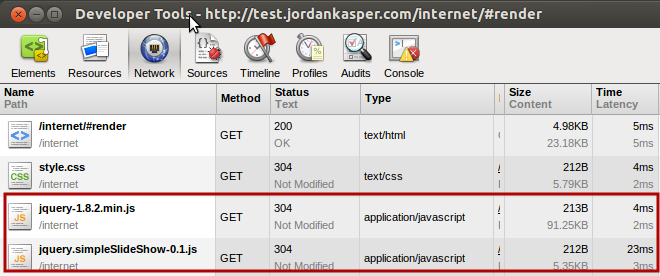 Developer Tools - http://test.jordankasper.com/internet/#render
Elements Resources Network Sources Timeline Profiles Audits Console
Name Method Status Type Size Time
Path Text Content Latency
/internet/#render GET 200 text/html 4.98KB 5ms
/internet OK 23.18KB 5ms
style.css GET 304 text/css 212B 4ms
/internet Not Modified 5.79KB 2ms
jquery-1.8.2.min.js GET 304 application/javascript 213B 4ms
/internet Not Modified 91.25KB 2ms
jquery.simpleSlideShow-0.1.js GET 304 application/javascript 212B 23ms
/internet Not Modified 5.35KB 3ms